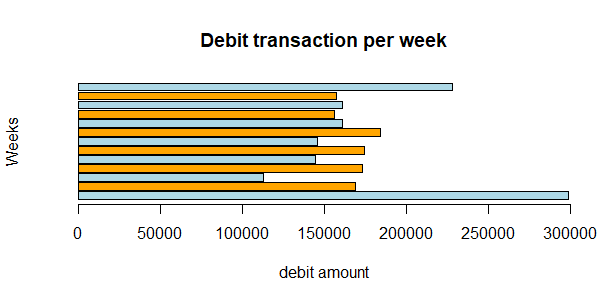 Debit transaction per week
Weeks
0 50000 100000 150000 200000 250000 300000
debit amount